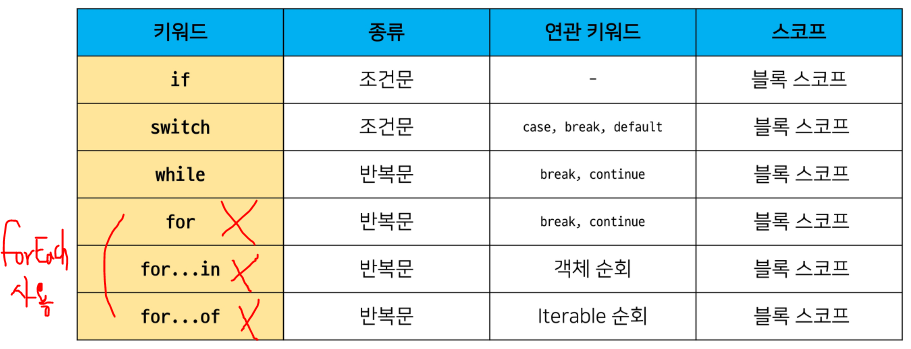 키워드 종류 연관 키워드 스코프
if 조건문 - 블록 스코프
switch 조건문 case, break, default 블록 스코프
while 반복문 break, continue 블록 스코프
for 반복문 break, continue 블록 스코프
forEach
사용
for...in 반복문 객체 순회 블록 스코프
for...of 반복문 Iterable 순회 블록 스코프